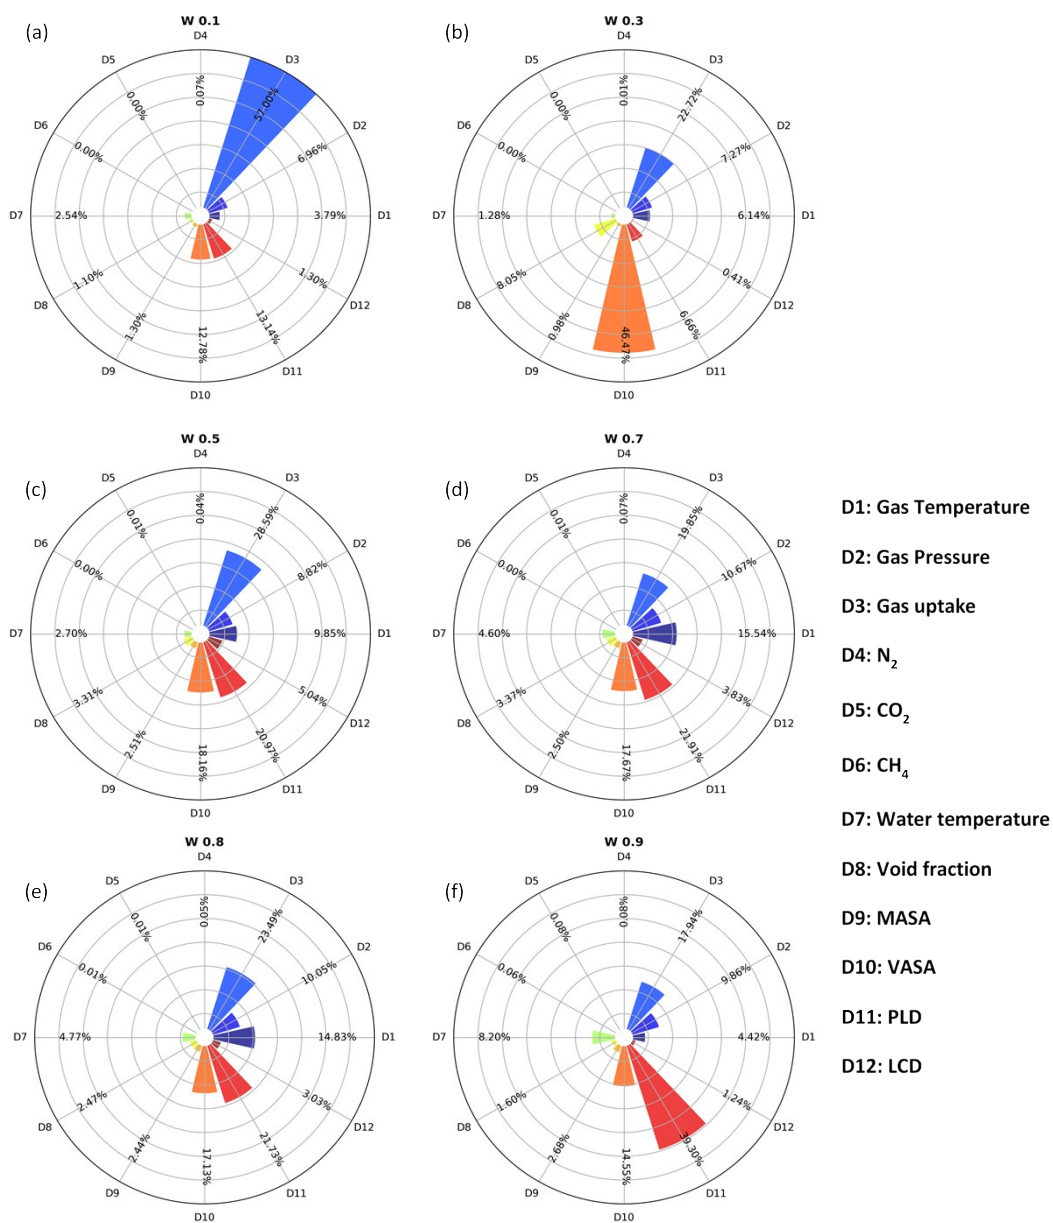 (a)
W 0.1
D4
D5
D3
D6
D2
D7
D1
D8
D12
D9
D11
D10
0.07%
0.00%
57.00%
0.00%
6.96%
2.54%
3.79%
1.10%
1.30%
1.30%
13.14%
12.78%
(b)
W 0.3
D4
D5
D3
D6
D2
D7
D1
D8
D12
D9
D11
D10
0.01%
0.00%
22.72%
0.00%
7.27%
1.28%
6.14%
8.05%
0.41%
0.98%
6.66%
46.47%
(c)
W 0.5
D4
D5
D3
D6
D2
D7
D1
D8
D12
D9
D11
D10
0.04%
0.01%
28.59%
0.00%
8.82%
2.70%
9.85%
3.31%
5.04%
2.51%
20.97%
18.16%
(d)
W 0.7
D4
D5
D3
D6
D2
D7
D1
D8
D12
D9
D11
D10
0.07%
0.01%
19.85%
0.00%
10.67%
4.60%
15.54%
3.37%
3.83%
2.50%
21.91%
17.67%
(e)
W 0.8
D4
D5
D3
D6
D2
D7
D1
D8
D12
D9
D11
D10
0.05%
0.01%
23.49%
0.01%
10.05%
4.77%
14.83%
2.47%
3.03%
2.44%
21.73%
17.13%
(f)
W 0.9
D4
D5
D3
D6
D2
D7
D1
D8
D12
D9
D11
D10
0.08%
0.08%
17.94%
0.06%
9.86%
8.20%
4.42%
1.60%
1.24%
2.68%
39.30%
14.55%
D1: Gas Temperature
D2: Gas Pressure
D3: Gas uptake
D4: N₂
D5: CO₂
D6: CH₄
D7: Water temperature
D8: Void fraction
D9: MASA
D10: VASA
D11: PLD
D12: LCD